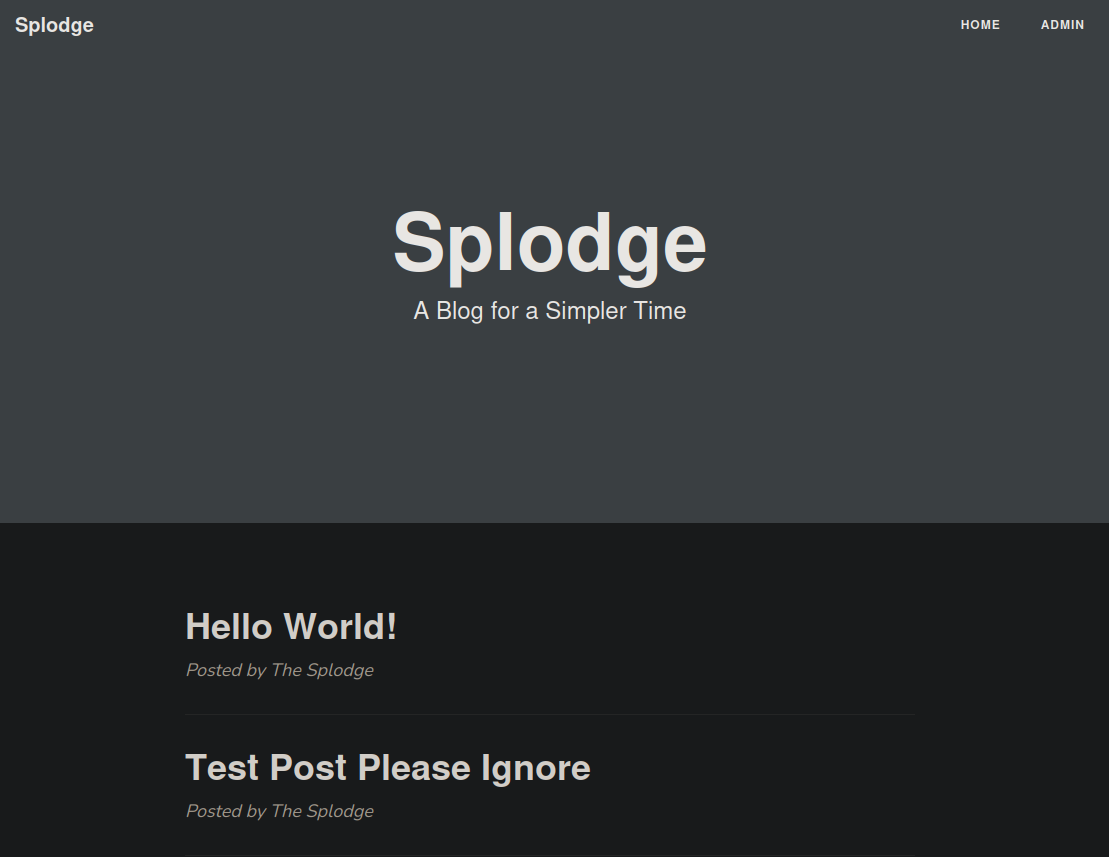 Splodge
HOME
ADMIN
Splodge
A Blog for a Simpler Time
Hello World!
Posted by The Splodge
Test Post Please Ignore
Posted by The Splodge